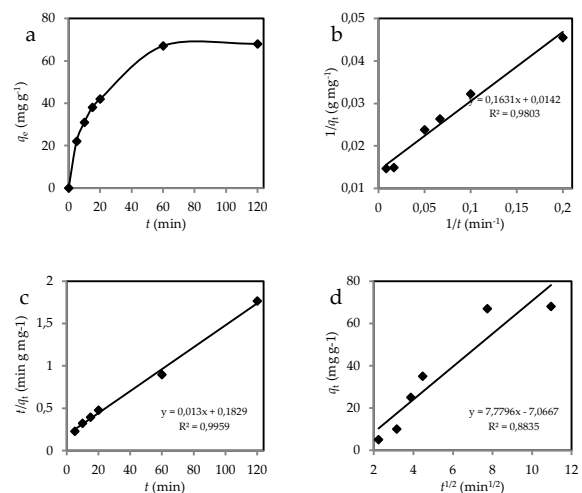 a
80
60
40
20
0
qe (mg g-1)
0 20 40 60 80 100 120
t (min)
b
0,05
0,04
0,03
0,02
0,01
1/qt (g mg-1)
y = 0,1631x + 0,0142
R² = 0,9803
0 0,05 0,1 0,15 0,2
1/t (min-1)
c
2
1,5
1
0,5
0
t/qt (min g mg-1)
y = 0,013x + 0,1829
R² = 0,9959
0 20 40 60 80 100 120
t (min)
d
80
60
40
20
0
qt (mg g-1)
y = 7,7796x - 7,0667
R² = 0,8835
2 4 6 8 10 12
t1/2 (min1/2)